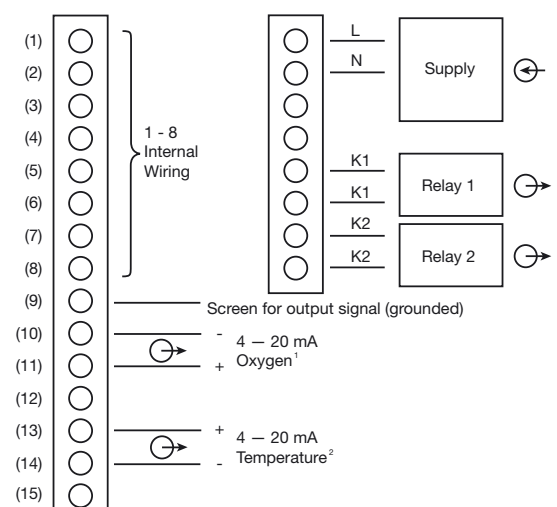 (1)
(2)
(3)
(4)
(5)
(6)
(7)
(8)
(9)
(10)
(11)
(12)
(13)
(14)
(15)
1 - 8
Internal
Wiring
Screen for output signal (grounded)
-
4 — 20 mA
Oxygen¹
+
+
4 — 20 mA
Temperature²
-
L
N
Supply
K1
K1
Relay 1
K2
K2
Relay 2